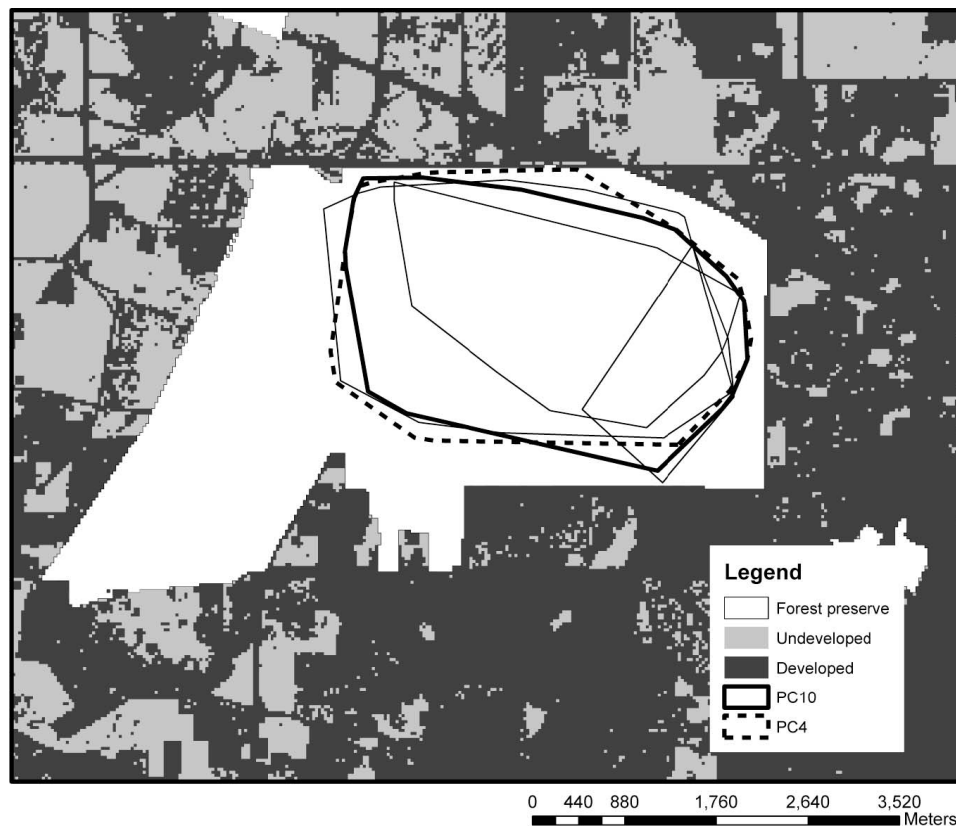 Legend
Forest preserve
Undeveloped
Developed
PC10
PC4
0 440 880 1,760 2,640 3,520
Meters